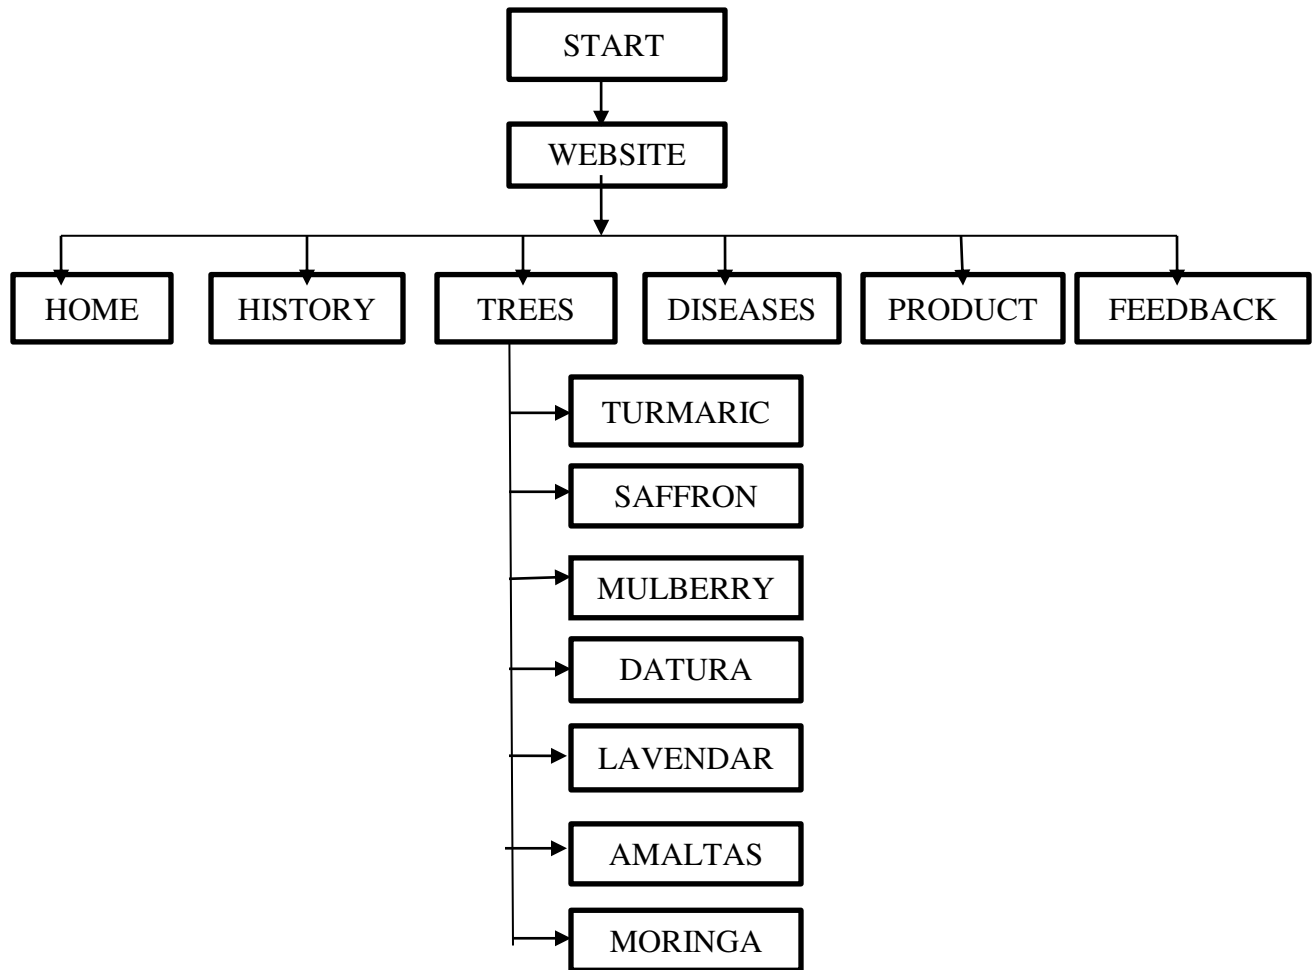 START
WEBSITE
HOME
HISTORY
TREES
DISEASES
PRODUCT
FEEDBACK
TURMARIC
SAFFRON
MULBERRY
DATURA
LAVENDAR
AMALTAS
MORINGA